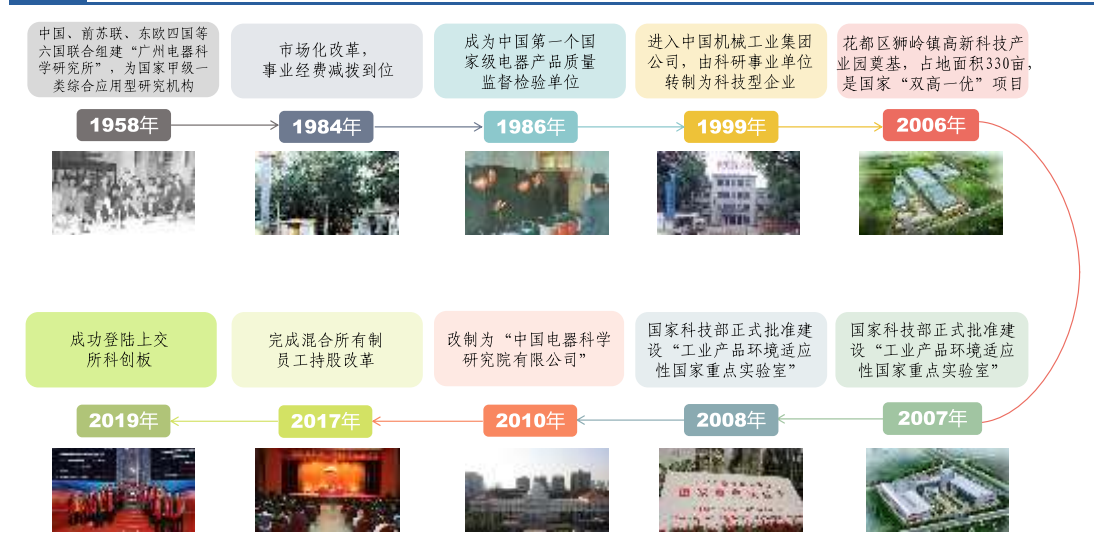 中国、前苏联、东欧四国等
六国联合组建“广州电器科
学研究所”，为国家甲级一
类综合应用型研究机构
市场化改革，
事业经费减拨到位
成为中国第一个国
家级电器产品质量
监督检验单位
进入中国机械工业集团
公司，由科研事业单位
转制为科技型企业
花都区狮岭镇高新科技产
业园奠基，占地面积330亩，
是国家“双高一优”项目
1958年
1984年
1986年
1999年
2006年
成功登陆上交
所科创板
完成混合所有制
员工持股改革
改制为“中国电器科学
研究院有限公司”
国家科技部正式批准建
设“工业产品环境适应
性国家重点实验室”
国家科技部正式批准建
设“工业产品环境适应
性国家重点实验室”
2019年
2017年
2010年
2008年
2007年